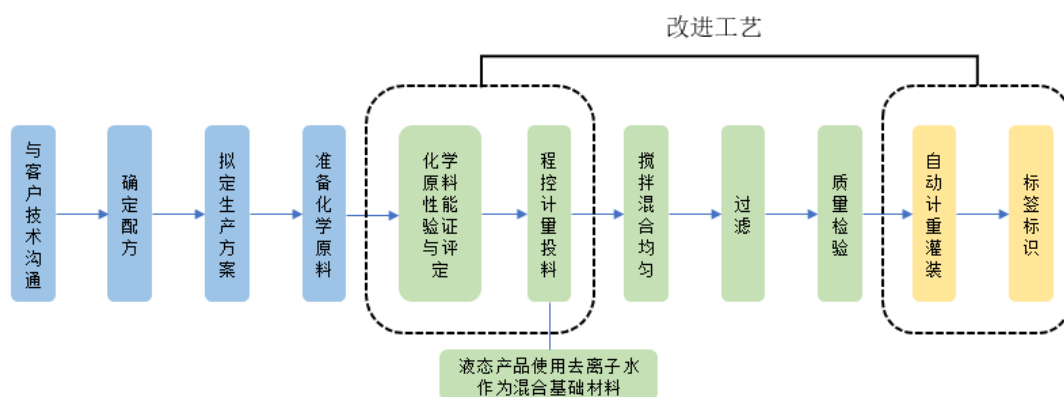 改进工艺
与客户技术沟通
确定配方
拟定生产方案
准备化学原料
化学
原料
性能
验证
与评
定
程控计量投料
搅拌混合均匀
过滤
质量检验
自动计重灌装
标签标识
液态产品使用去离子水
作为混合基础材料